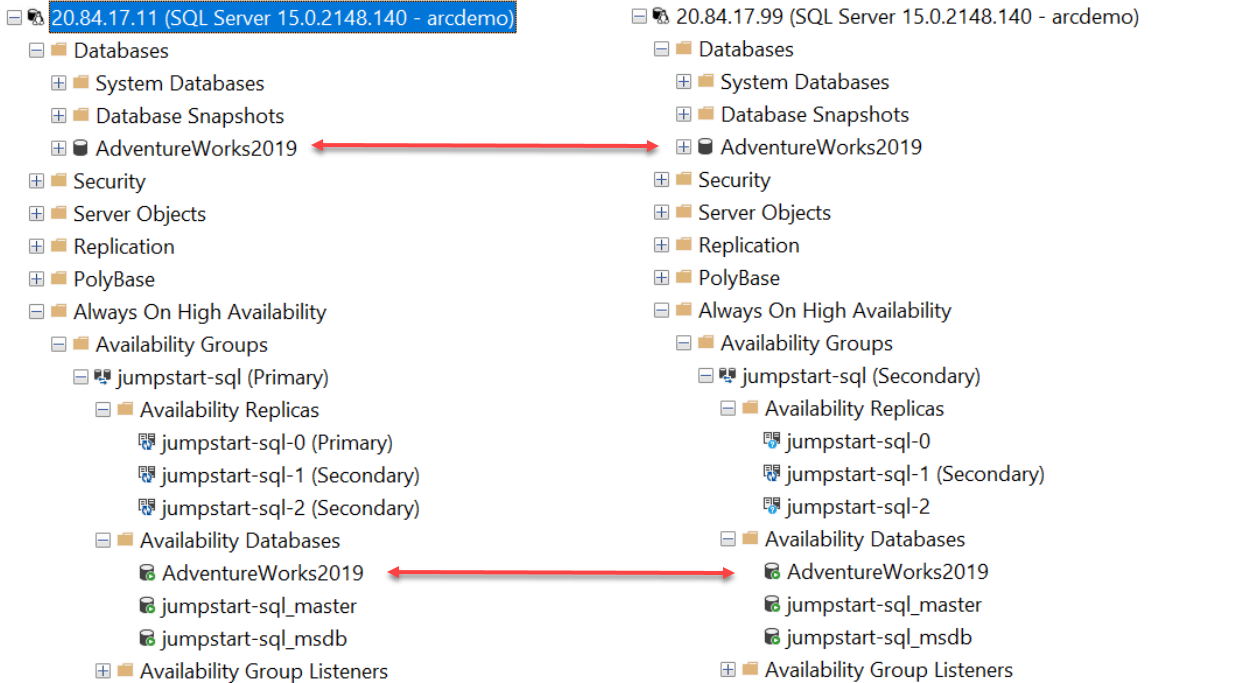 20.84.17.11 (SQL Server 15.0.2148.140 - arcdemo)
Databases
System Databases
Database Snapshots
AdventureWorks2019
Security
Server Objects
Replication
PolyBase
Always On High Availability
Availability Groups
jumpstart-sql (Primary)
Availability Replicas
jumpstart-sql-0 (Primary)
jumpstart-sql-1 (Secondary)
jumpstart-sql-2 (Secondary)
Availability Databases
AdventureWorks2019
jumpstart-sql_master
jumpstart-sql_msdb
Availability Group Listeners
20.84.17.99 (SQL Server 15.0.2148.140 - arcdemo)
Databases
System Databases
Database Snapshots
AdventureWorks2019
Security
Server Objects
Replication
PolyBase
Always On High Availability
Availability Groups
jumpstart-sql (Secondary)
Availability Replicas
jumpstart-sql-0
jumpstart-sql-1 (Secondary)
jumpstart-sql-2
Availability Databases
AdventureWorks2019
jumpstart-sql_master
jumpstart-sql_msdb
Availability Group Listeners